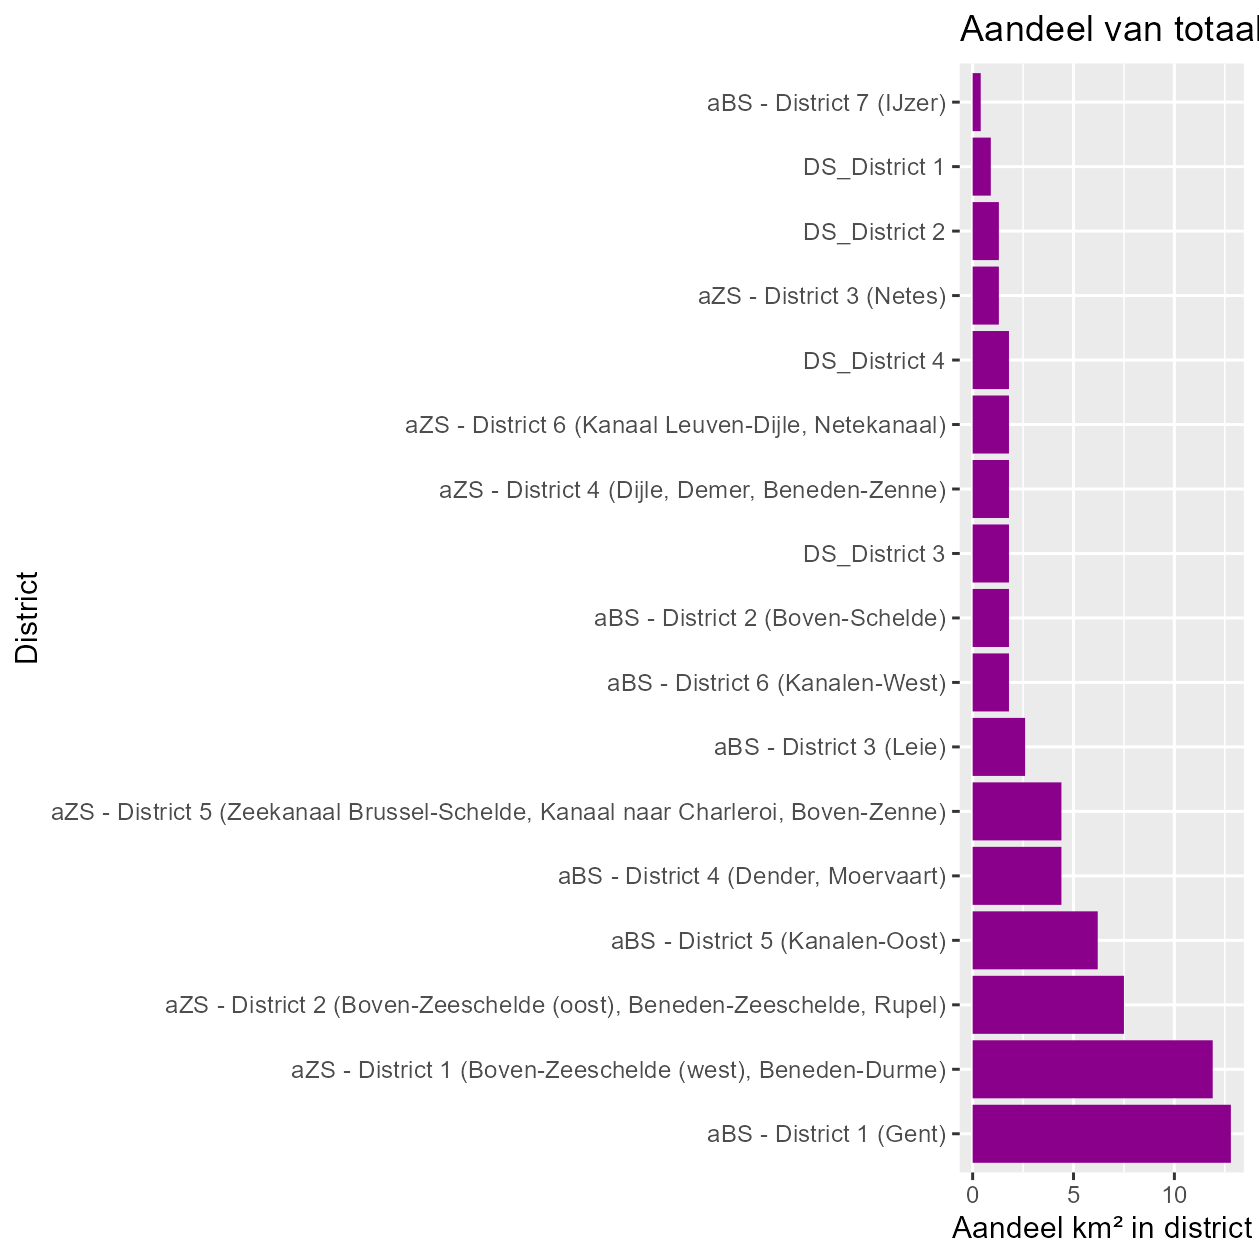 Aandeel van totaal
aBS - District 7 (IJzer)
DS_District 1
DS_District 2
aZS - District 3 (Netes)
DS_District 4
aZS - District 6 (Kanaal Leuven-Dijle, Netekanaal)
aZS - District 4 (Dijle, Demer, Beneden-Zenne)
DS_District 3
aBS - District 2 (Boven-Schelde)
aBS - District 6 (Kanalen-West)
aBS - District 3 (Leie)
aZS - District 5 (Zeekanaal Brussel-Schelde, Kanaal naar Charleroi, Boven-Zenne)
aBS - District 4 (Dender, Moervaart)
aBS - District 5 (Kanalen-Oost)
aZS - District 2 (Boven-Zeeschelde (oost), Beneden-Zeeschelde, Rupel)
aZS - District 1 (Boven-Zeeschelde (west), Beneden-Durme)
aBS - District 1 (Gent)
District
0 5 10
Aandeel km² in district